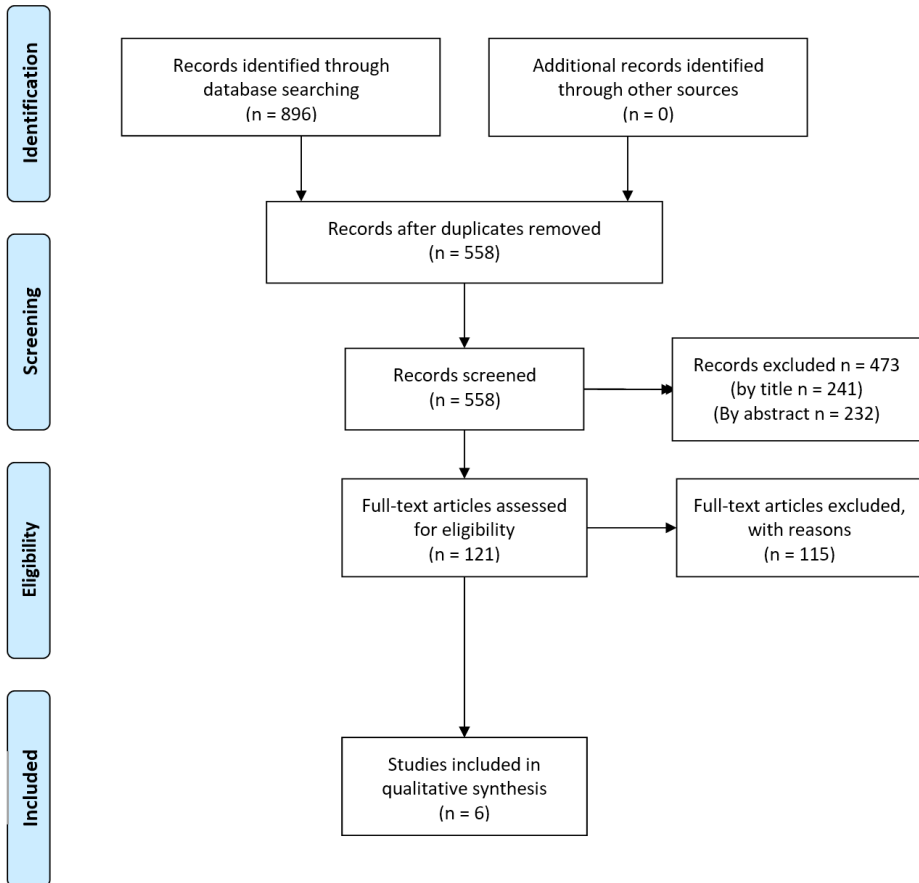 Identification
Records identified through
database searching
(n = 896)
Additional records identified
through other sources
(n = 0)
Records after duplicates removed
(n = 558)
Screening
Records screened
(n = 558)
Records excluded n = 473
(by title n = 241)
(By abstract n = 232)
Eligibility
Full-text articles assessed
for eligibility
(n = 121)
Full-text articles excluded,
with reasons
(n = 115)
Included
Studies included in
qualitative synthesis
(n = 6)